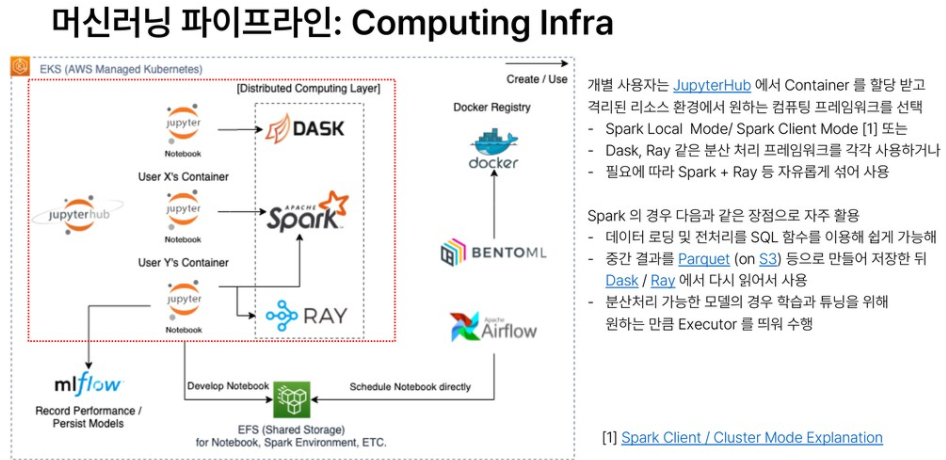 머신러닝 파이프라인: Computing Infra
EKS (AWS Managed Kubernetes)
Create / Use
[Distributed Computing Layer]
Docker Registry
jupyter
Notebook
DASK
docker
User X's Container
jupyterhub
jupyter
Notebook
APACHE
Spark
BENTOML
User Y's Container
jupyter
Notebook
RAY
Apache
Airflow
mlflow
Record Performance /
Persist Models
Develop Notebook
Schedule Notebook directly
EFS (Shared Storage)
for Notebook, Spark Environment, ETC.
개별 사용자는 JupyterHub 에서 Container 를 할당 받고
격리된 리소스 환경에서 원하는 컴퓨팅 프레임워크를 선택
- Spark Local Mode/ Spark Client Mode [1] 또는
- Dask, Ray 같은 분산 처리 프레임워크를 각각 사용하거나
- 필요에 따라 Spark + Ray 등 자유롭게 섞어 사용
Spark 의 경우 다음과 같은 장점으로 자주 활용
- 데이터 로딩 및 전처리를 SQL 함수를 이용해 쉽게 가능해
- 중간 결과를 Parquet (on S3) 등으로 만들어 저장한 뒤
Dask / Ray 에서 다시 읽어서 사용
- 분산처리 가능한 모델의 경우 학습과 튜닝을 위해
원하는 만큼 Executor 를 띄워 수행
[1] Spark Client / Cluster Mode Explanation